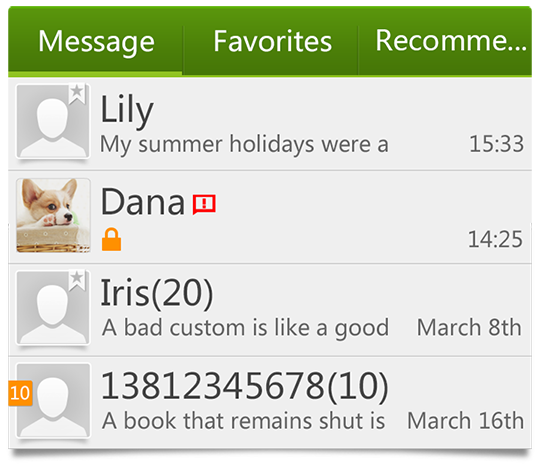 Message Favorites Recomme...
Lily
My summer holidays were a 15:33
Dana
14:25
Iris(20)
A bad custom is like a good March 8th
13812345678(10)
10
A book that remains shut is March 16th